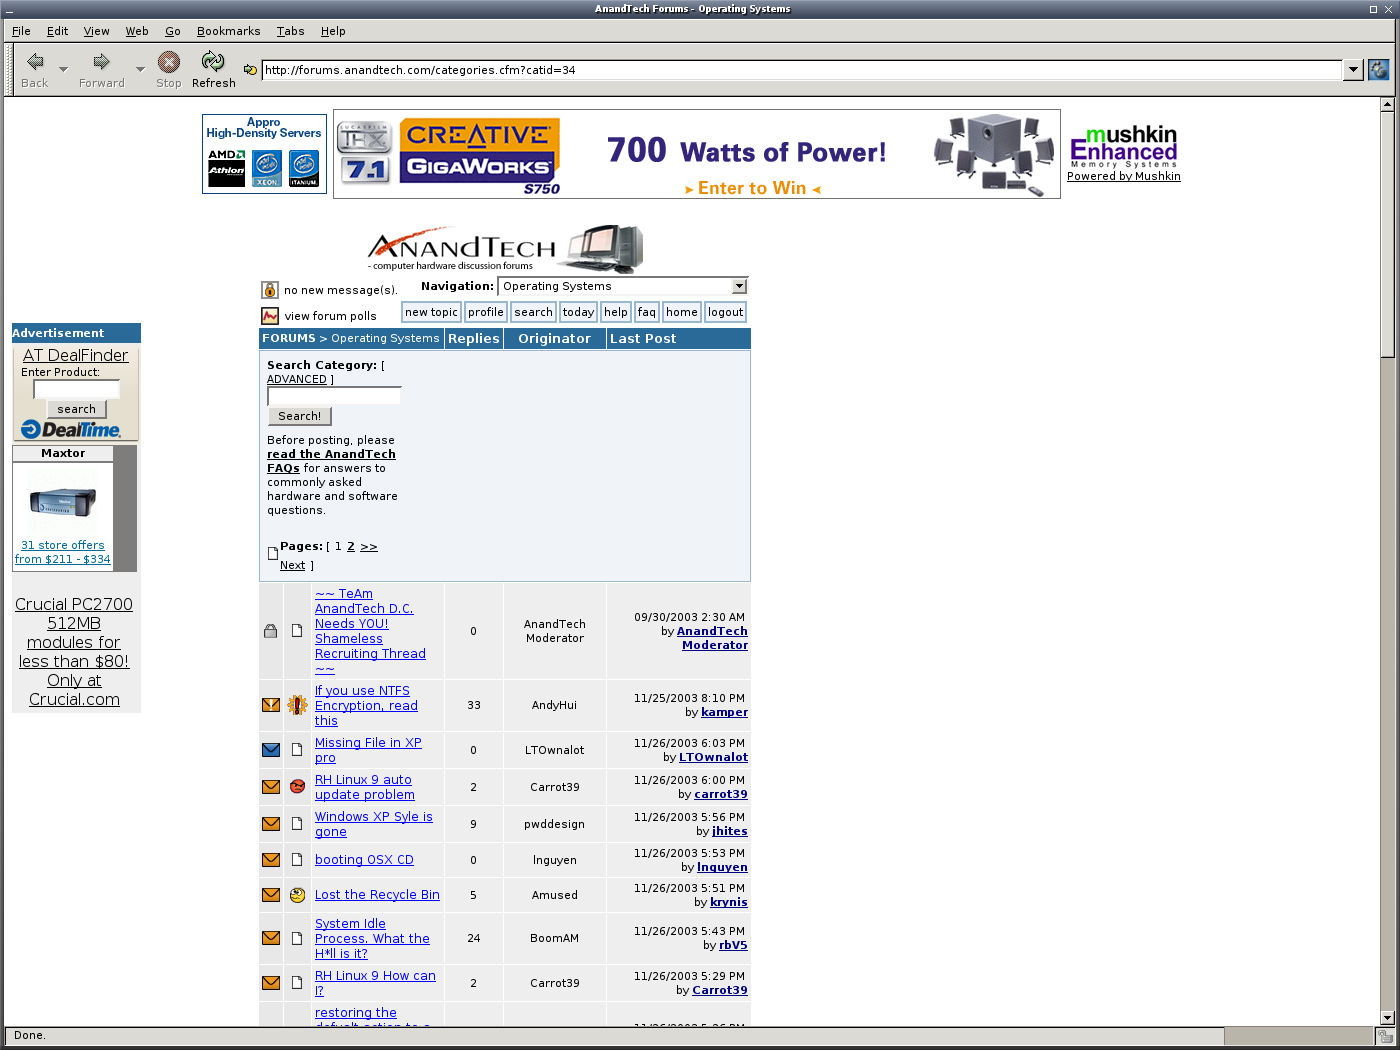 AnandTech Forums - Operating Systems
File Edit View Web Go Bookmarks Tabs Help
Back Forward Stop Refresh http://forums.anandtech.com/categories.cfm?catid=34
Appro
High-Density Servers
AMD
Athlon
intel
XEON
intel
ITANIUM
LUCASFILM
THX
7.1
CREATIVE
GIGAWORKS
S750
700 Watts of Power!
➤ Enter to Win
mushkin
Enhanced
Memory Systems
Powered by Mushkin
ANANDTECH
- computer hardware discussion forums
no new message(s). Navigation: Operating Systems
view forum polls new topic profile search today help faq home logout
FORUMS > Operating Systems Replies Originator Last Post
Search Category: [
ADVANCED ]
Search!
Before posting, please
read the AnandTech
FAQs for answers to
commonly asked
hardware and software
questions.
Pages: [ 1 2 >>
Next ]
Advertisement
AT DealFinder
Enter Product:
search
DealTime
Maxtor
31 store offers
from $211 - $334
Crucial PC2700
512MB
modules for
less than $80!
Only at
Crucial.com
~~ TeAm
AnandTech D.C.
Needs YOU!
Shameless
Recruiting Thread
~~
0
AnandTech
Moderator
09/30/2003 2:30 AM
by AnandTech
Moderator
If you use NTFS
Encryption, read
this
33
AndyHui
11/25/2003 8:10 PM
by kamper
Missing File in XP
pro
0
LTOwnalot
11/26/2003 6:03 PM
by LTOwnalot
RH Linux 9 auto
update problem
2
Carrot39
11/26/2003 6:00 PM
by carrot39
Windows XP Syle is
gone
9
pwddesign
11/26/2003 5:56 PM
by jhites
booting OSX CD
0
lnguyen
11/26/2003 5:53 PM
by lnguyen
Lost the Recycle Bin
5
Amused
11/26/2003 5:51 PM
by krynis
System Idle
Process. What the
H*ll is it?
24
BoomAM
11/26/2003 5:43 PM
by rbV5
RH Linux 9 How can
I?
2
Carrot39
11/26/2003 5:29 PM
by Carrot39
restoring the
Done.